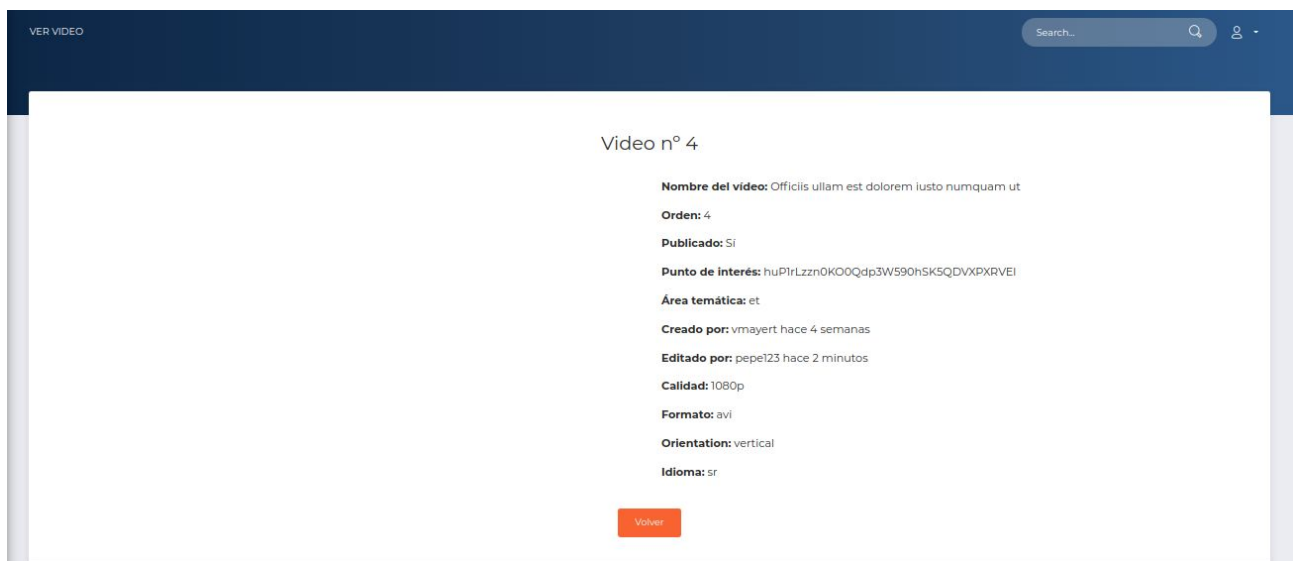 VER VIDEO
Search...
Video nº 4
Nombre del vídeo: Officiis ullam est dolorem iusto numquam ut
Orden: 4
Publicado: Sí
Punto de interés: huP1rLzzn0KO0Qdp3W590hSK5QDVXPXRVEI
Área temática: et
Creado por: vmayert hace 4 semanas
Editado por: pepe123 hace 2 minutos
Calidad: 1080p
Formato: avi
Orientation: vertical
Idioma: sr
Volver